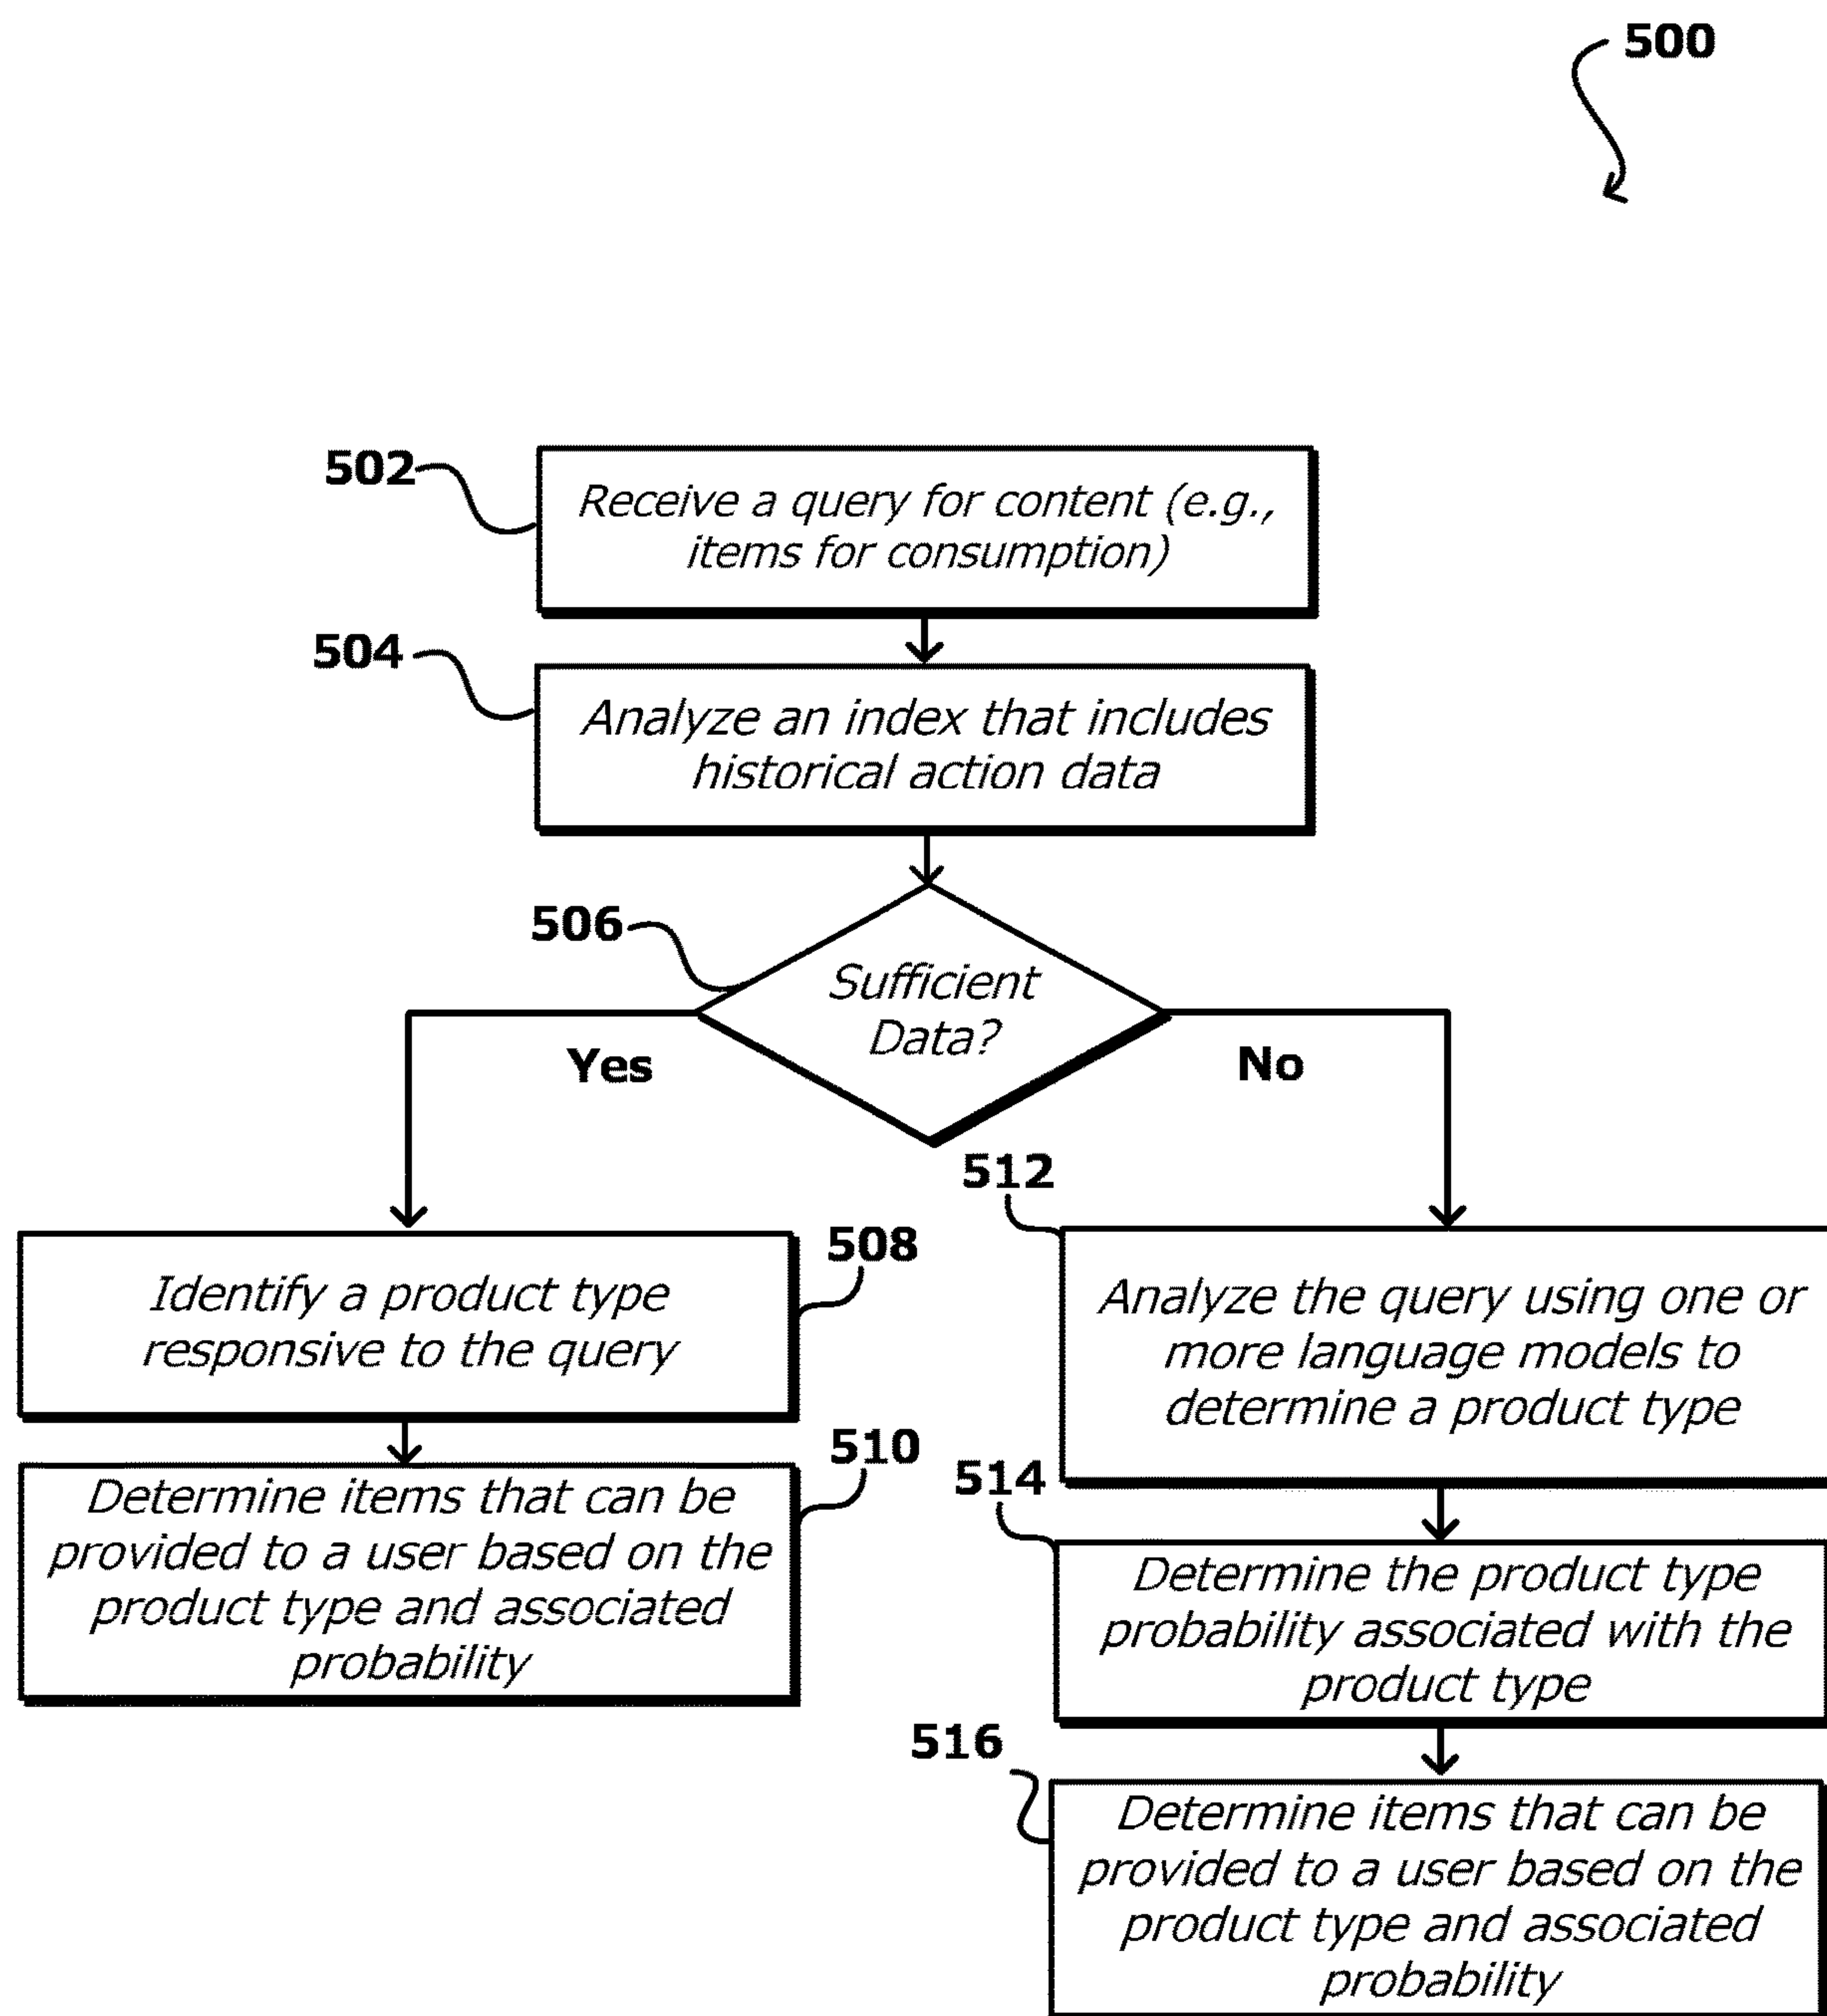 500
502
Receive a query for content (e.g.,
items for consumption)
504
Analyze an index that includes
historical action data
506
Sufficient
Data?
Yes
No
508
Identify a product type
responsive to the query
510
Determine items that can be
provided to a user based on the
product type and associated
probability
512
Analyze the query using one or
more language models to
determine a product type
514
Determine the product type
probability associated with the
product type
516
Determine items that can be
provided to a user based on the
product type and associated
probability